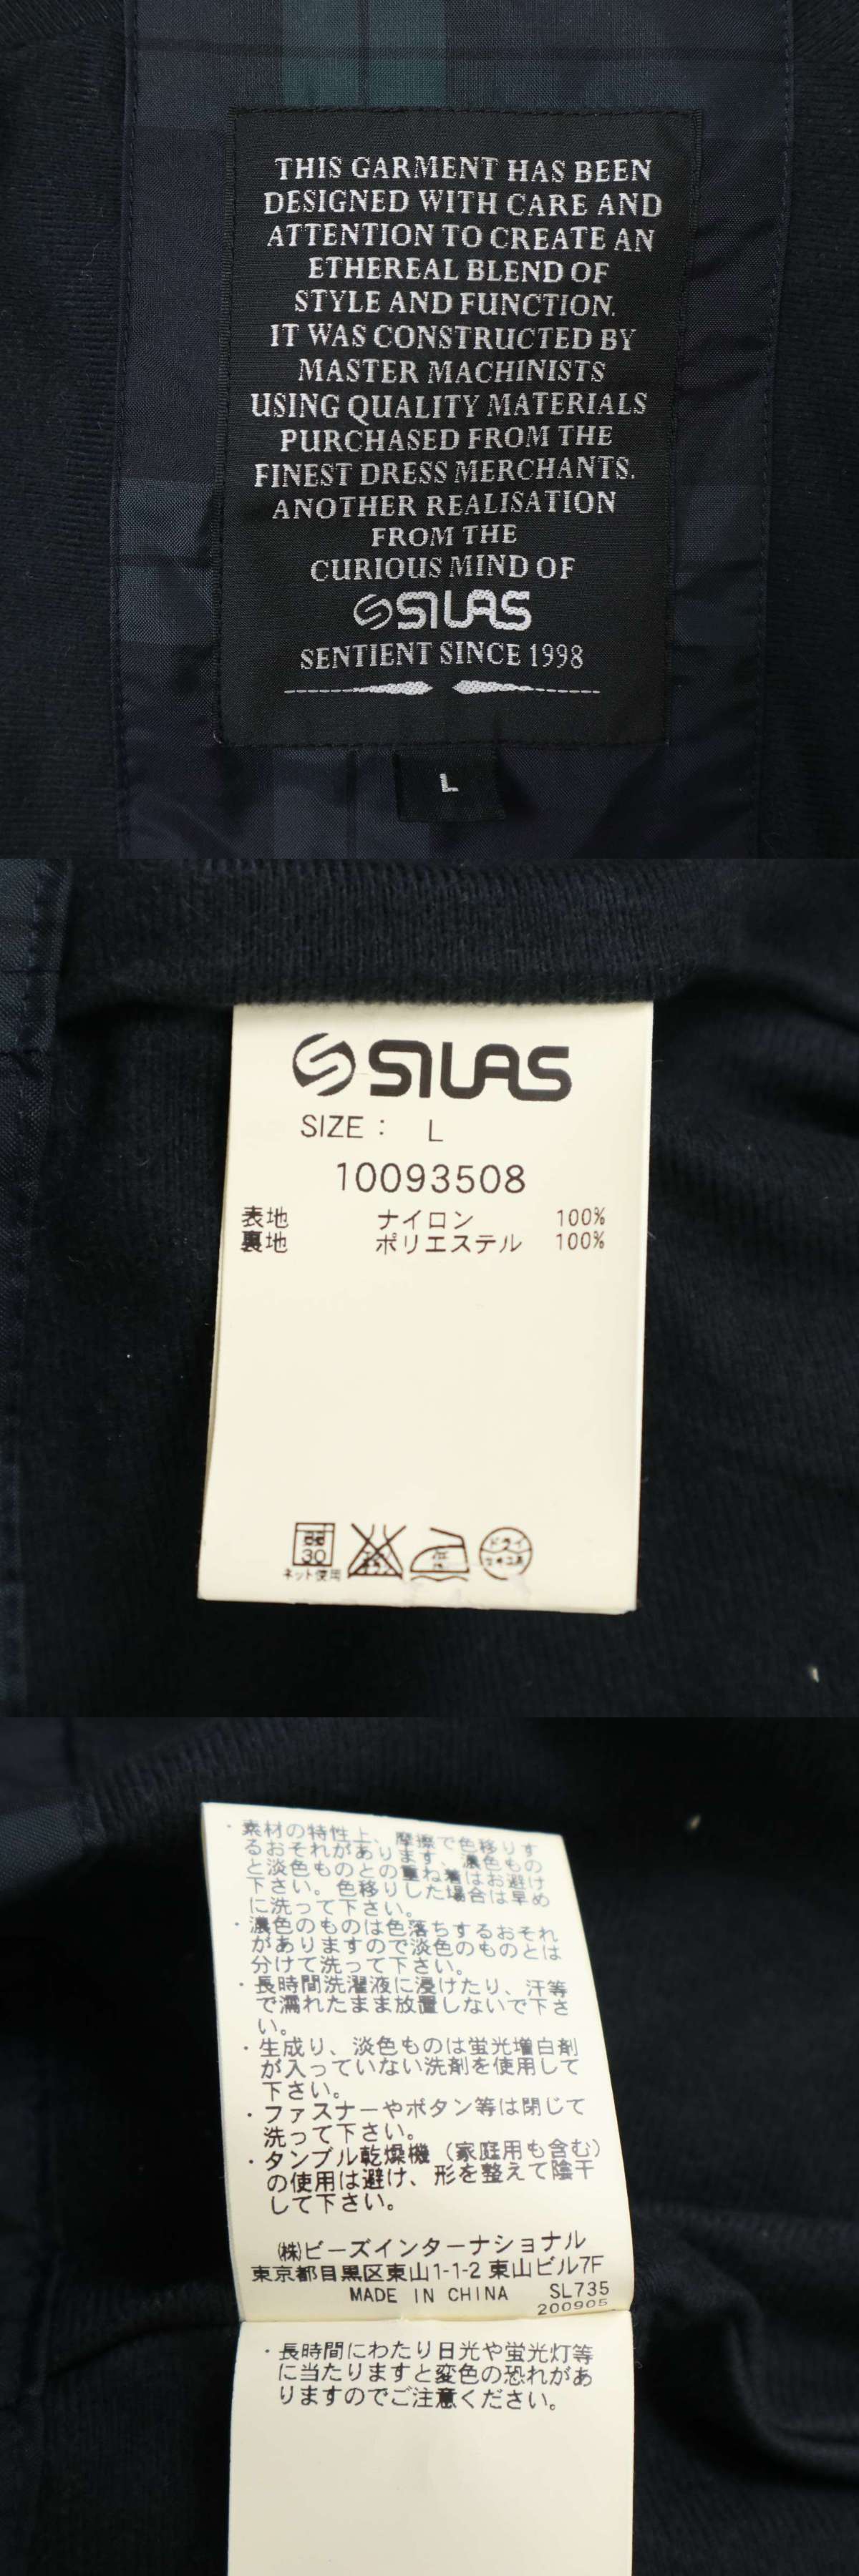 THIS GARMENT HAS BEEN
DESIGNED WITH CARE AND
ATTENTION TO CREATE AN
ETHEREAL BLEND OF
STYLE AND FUNCTION.
IT WAS CONSTRUCTED BY
MASTER MACHINISTS
USING QUALITY MATERIALS
PURCHASED FROM THE
FINEST DRESS MERCHANTS.
ANOTHER REALISATION
FROM THE
CURIOUS MIND OF
SILAS
SENTIENT SINCE 1998
L
SILAS
SIZE: L
10093508
表地 ナイロン 100%
裏地 ポリエステル 100%
30 ドライ
ネット使用
・素材の特性上、摩擦で色移りす
るおそれがあります、濃色もの
と淡色ものとの重ね着はお避け
下さい。色移りした場合は早め
に洗って下さい。
・濃色のものは色落ちするおそれ
がありますので淡色のものとは
分けて洗って下さい。
・長時間洗濯液に浸けたり、汗等
で濡れたまま放置しないで下さ
い。
・生成り、淡色ものは蛍光増白剤
が入っていない洗剤を使用して
下さい。
・ファスナーやボタン等は閉じて
洗って下さい。
・タンブル乾燥機（家庭用も含む）
の使用は避け、形を整えて陰干
しして下さい。
㈱ビーズインターナショナル
東京都目黒区東山1-1-2 東山ビル7F
MADE IN CHINA SL735
200905
・長時間にわたり日光や蛍光灯等
に当たりますと変色の恐れがあ
りますのでご注意ください。